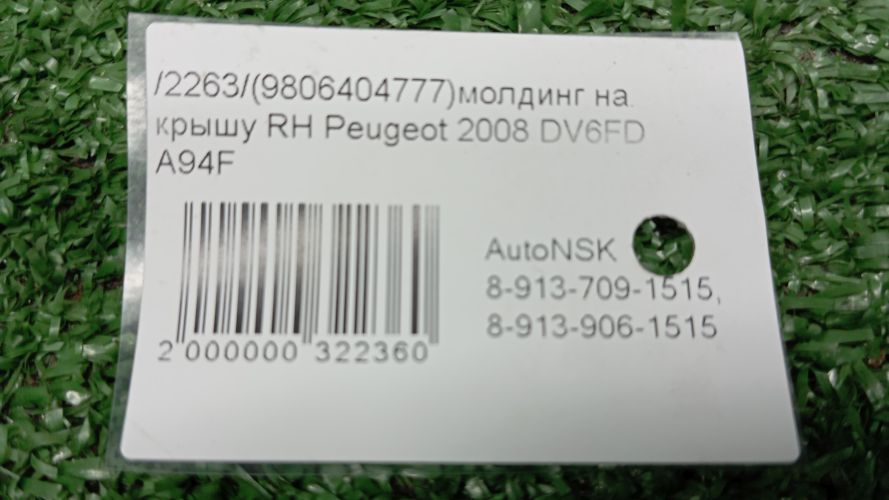 /2263/(9806404777)молдинг на
крышу RH Peugeot 2008 DV6FD
A94F
AutoNSK
8-913-709-1515,
8-913-906-1515
2 000000 322360